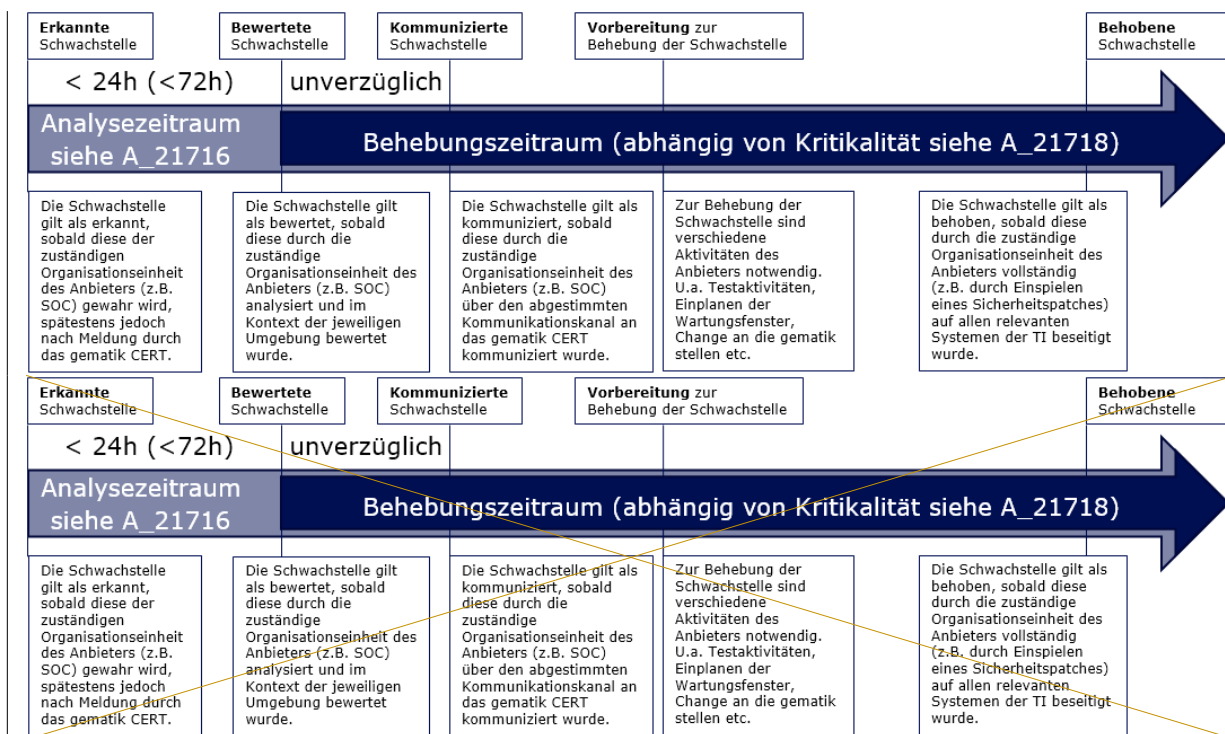 Erkannte
Schwachstelle
Bewertete
Schwachstelle
Kommunizierte
Schwachstelle
Vorbereitung zur
Behebung der Schwachstelle
Behobene
Schwachstelle
< 24h (<72h)
unverzüglich
Analysezeitraum
siehe A_21716
Behebungszeitraum (abhängig von Kritikalität siehe A_21718)
Die Schwachstelle
gilt als erkannt,
sobald diese der
zuständigen
Organisationseinheit
des Anbieters (z.B.
SOC) gewahr wird,
spätestens jedoch
nach Meldung durch
das gematik CERT.
Die Schwachstelle gilt
als bewertet, sobald
diese durch die
zuständige
Organisationseinheit des
Anbieters (z.B. SOC)
analysiert und im
Kontext der jeweiligen
Umgebung bewertet
wurde.
Die Schwachstelle gilt als
kommuniziert, sobald
diese durch die
zuständige
Organisationseinheit des
Anbieters (z.B. SOC)
über den abgestimmten
Kommunikationskanal an
das gematik CERT
kommuniziert wurde.
Zur Behebung der
Schwachstelle sind
verschiedene
Aktivitäten des
Anbieters notwendig.
U.a. Testaktivitäten,
Einplanen der
Wartungsfenster,
Change an die gematik
stellen etc.
Die Schwachstelle gilt als
behoben, sobald diese
durch die zuständige
Organisationseinheit des
Anbieters vollständig
(z.B. durch Einspielen
eines Sicherheitspatches)
auf allen relevanten
Systemen der TI beseitigt
wurde.
Erkannte
Schwachstelle
Bewertete
Schwachstelle
Kommunizierte
Schwachstelle
Vorbereitung zur
Behebung der Schwachstelle
Behobene
Schwachstelle
< 24h (<72h)
unverzüglich
Analysezeitraum
siehe A_21716
Behebungszeitraum (abhängig von Kritikalität siehe A_21718)
Die Schwachstelle
gilt als erkannt,
sobald diese der
zuständigen
Organisationseinheit
des Anbieters (z.B.
SOC) gewahr wird,
spätestens jedoch
nach Meldung durch
das gematik CERT.
Die Schwachstelle gilt
als bewertet, sobald
diese durch die
zuständige
Organisationseinheit des
Anbieters (z.B. SOC)
analysiert und im
Kontext der jeweiligen
Umgebung bewertet
wurde.
Die Schwachstelle gilt als
kommuniziert, sobald
diese durch die
zuständige
Organisationseinheit des
Anbieters (z.B. SOC)
über den abgestimmten
Kommunikationskanal an
das gematik CERT
kommuniziert wurde.
Zur Behebung der
Schwachstelle sind
verschiedene
Aktivitäten des
Anbieters notwendig.
U.a. Testaktivitäten,
Einplanen der
Wartungsfenster,
Change an die gematik
stellen etc.
Die Schwachstelle gilt als
behoben, sobald diese
durch die zuständige
Organisationseinheit des
Anbieters vollständig
(z.B. durch Einspielen
eines Sicherheitspatches)
auf allen relevanten
Systemen der TI beseitigt
wurde.